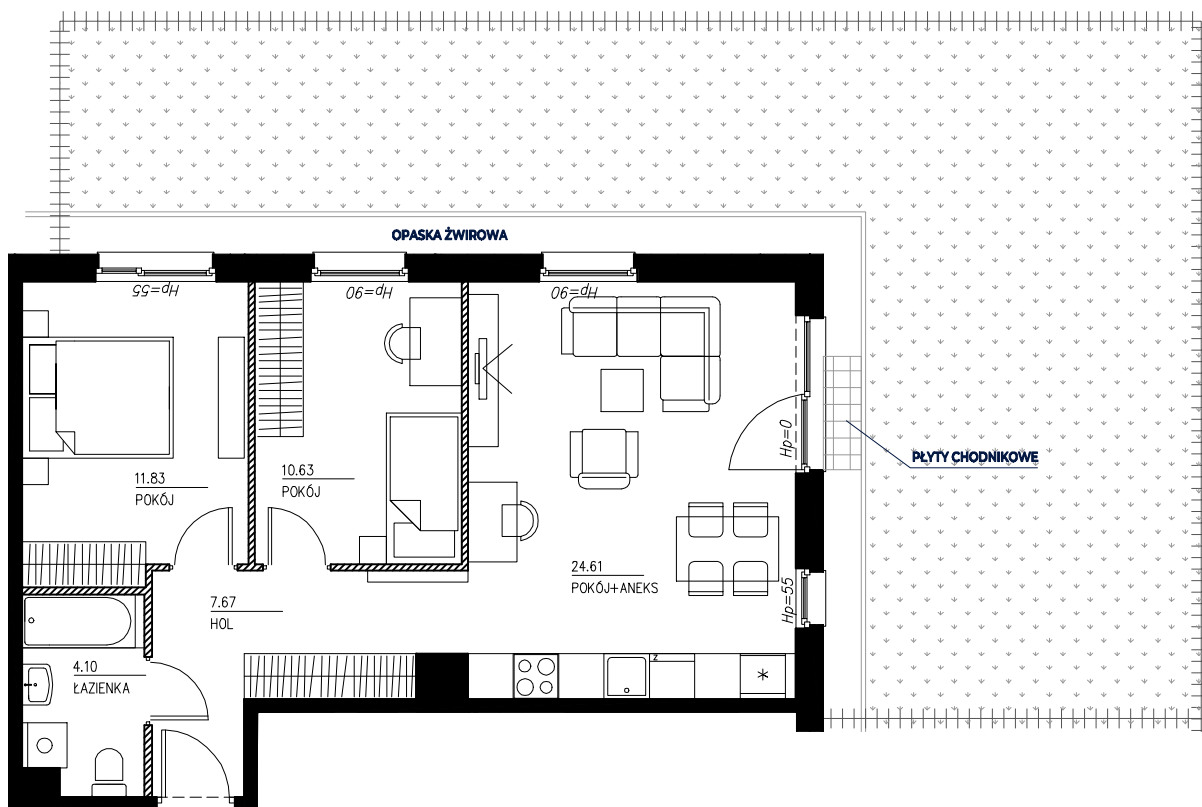 OPASKA ŻWIROWA
Hp=55
Hp=90
Hp=90
11.83
POKÓJ
10.63
POKÓJ
Hp=0
PŁYTY CHODNIKOWE
24.61
POKÓJ+ANEKS
Hp=55
7.67
HOL
4.10
ŁAZIENKA
z
*